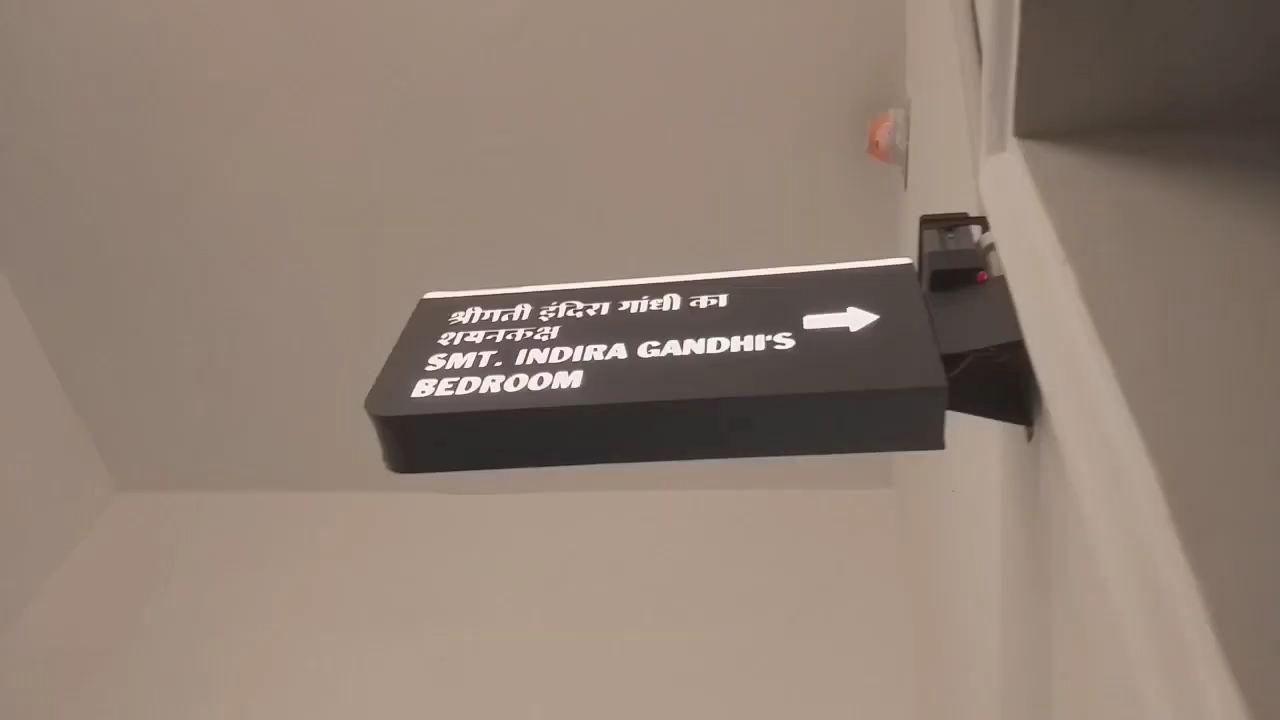 श्रीमती इंदिरा गांधी का
शयनकक्ष
SMT. INDIRA GANDHI'S
BEDROOM